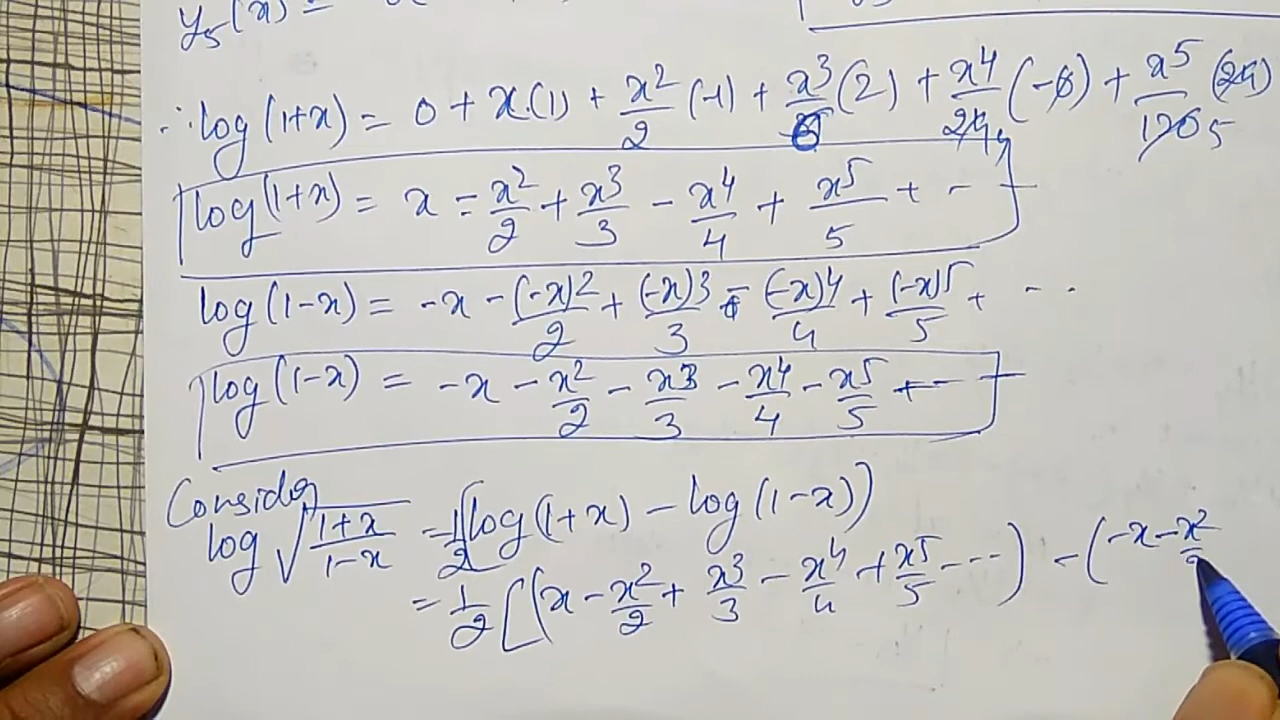 y₅(x) =
∴ log (1+x) = 0 + x.(1) + x²/2 (-1) + x³/6 (2) + x⁴/24 4 (-6) + x⁵/120 5 (24)
log (1+x) = x - x²/2 + x³/3 - x⁴/4 + x⁵/5 + - -
log (1-x) = -x - (-x)²/2 + (-x)3/3 - (-x)⁴/4 + (-x)5/5 + ...
log (1-x) = -x - x²/2 - x3/3 - x4/4 - x5/5 + - -
Consider
log √((1+x)/(1-x)) = 1/2 (log (1+x) - log (1-x))
= 1/2 [(x - x²/2 + x³/3 - x⁴/4 + x⁵/5 - - -) - (-x - x²/2